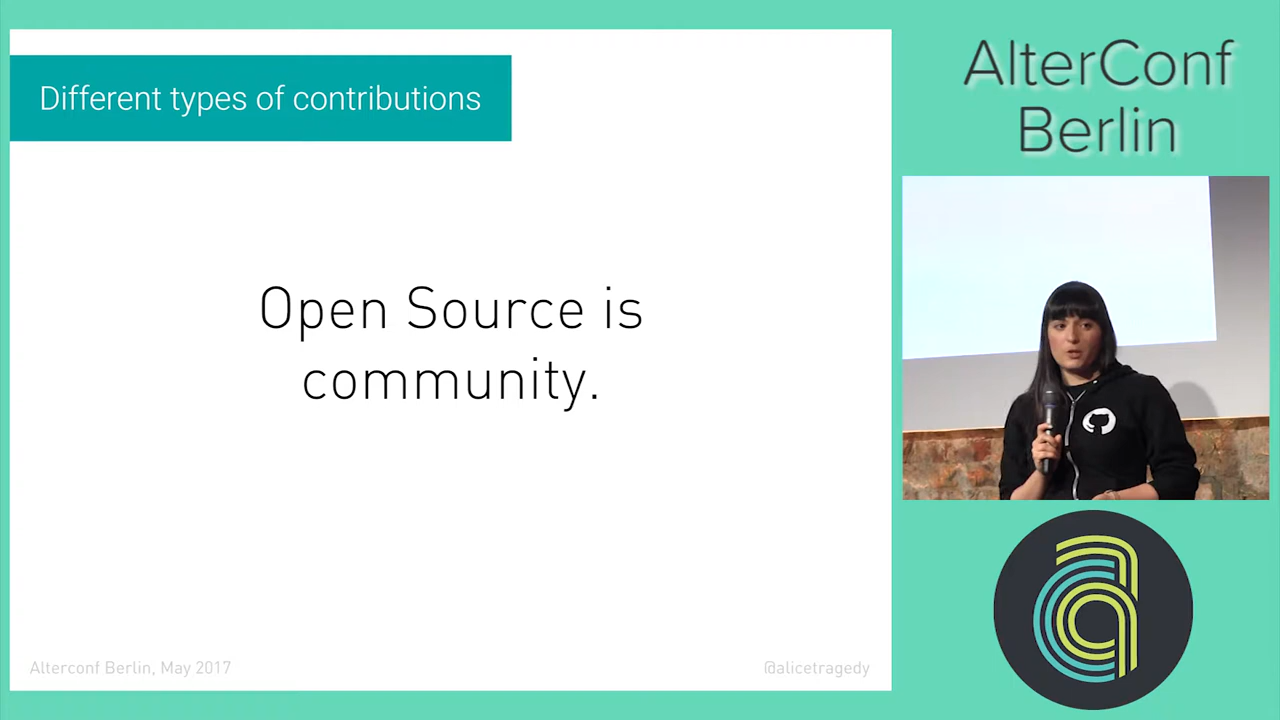 Different types of contributions
Open Source is
community.
Alterconf Berlin, May 2017
@alicetragedy
AlterConf
Berlin